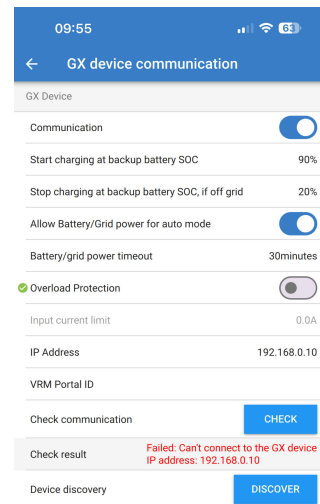 09:55
63
GX device communication
GX Device
Communication
Start charging at backup battery SOC 90%
Stop charging at backup battery SOC, if off grid 20%
Allow Battery/Grid power for auto mode
Battery/grid power timeout 30minutes
Overload Protection
Input current limit 0.0A
IP Address 192.168.0.10
VRM Portal ID
Check communication CHECK
Check result Failed: Can't connect to the GX device
IP address: 192.168.0.10
Device discovery DISCOVER